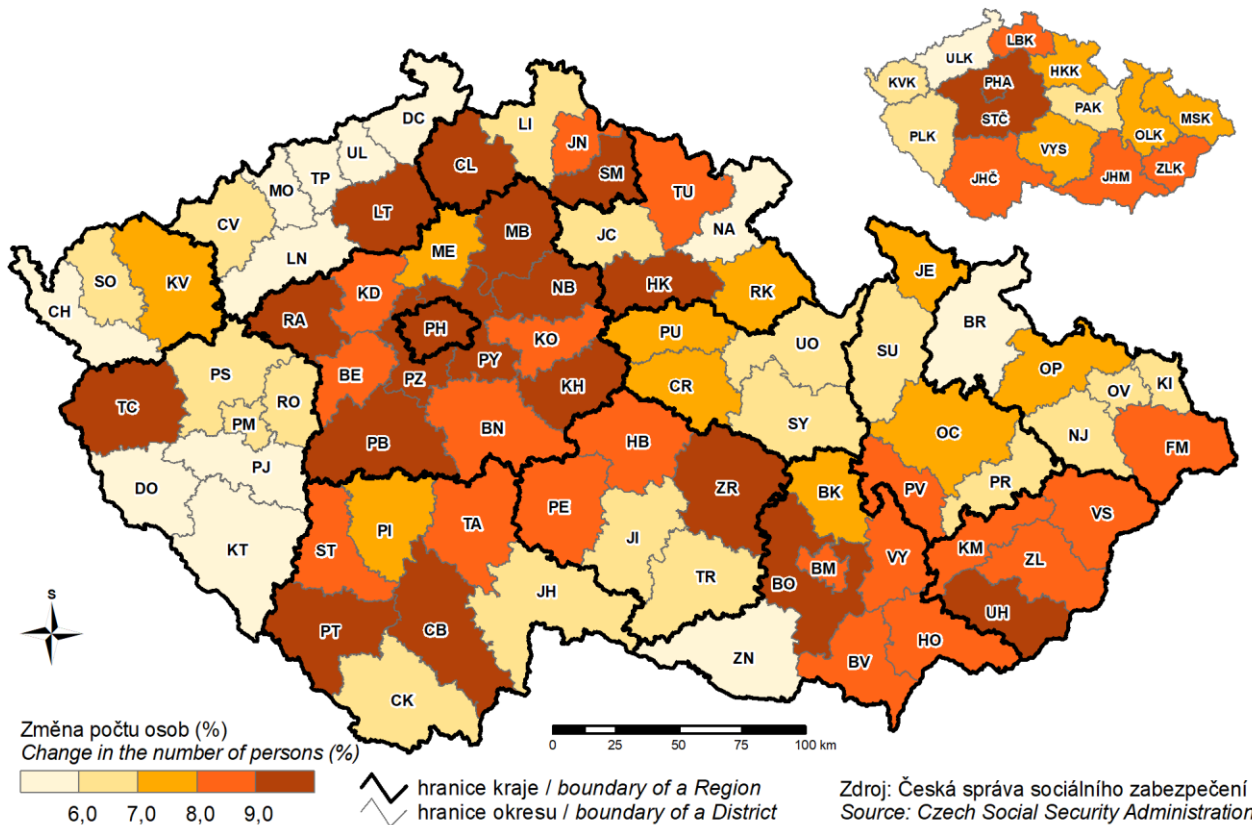 LBK
ULK
KVK
PHA
HKK
STČ
PAK
MSK
PLK
OLK
VYS
JHČ
JHM
ZLK
DC
LI
JN
UL
CL
SM
TP
MO
TU
LT
CV
MB
JC
NA
ME
LN
SO
KV
JE
CH
NB
HK
KD
RK
RA
PH
BR
KO
PU
SU
UO
PY
BE
PZ
OP
KI
PS
KH
CR
OV
RO
TC
PM
BN
SY
OC
NJ
HB
PB
FM
PJ
PR
DO
ZR
BK
PV
VS
PE
TA
PI
ST
JI
KT
KM
VY
ZL
BM
TR
BO
JH
UH
PT
CB
HO
ZN
BV
CK
S
Změna počtu osob (%)
Change in the number of persons (%)
6,0 7,0 8,0 9,0
0 25 50 75 100 km
hranice kraje / boundary of a Region
hranice okresu / boundary of a District
Zdroj: Česká správa sociálního zabezpečení
Source: Czech Social Security Administration